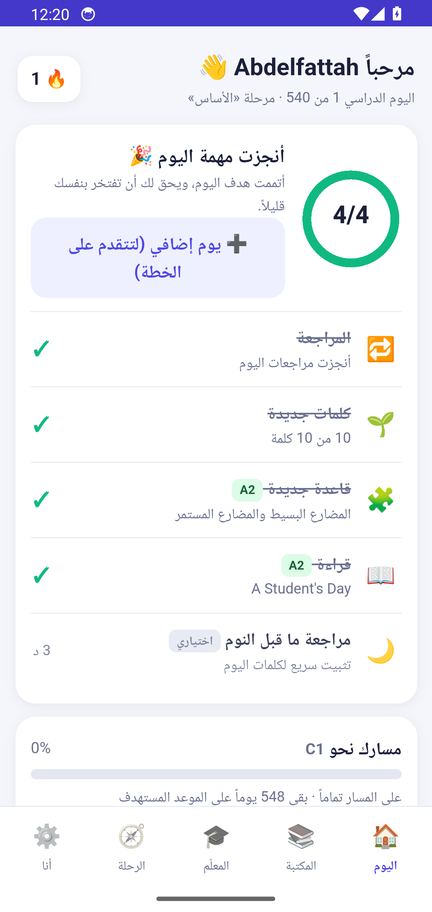 12:20
مرحباً Abdelfattah 👋
🔥 1
اليوم الدراسي 1 من 540 · مرحلة «الأساس»
4/4
أنجزت مهمة اليوم 🎉
أتممت هدف اليوم، ويحق لك أن تفتخر بنفسك
قليلاً.
➕ يوم إضافي (لتتقدم على
الخطة)
المراجعة
أنجزت مراجعات اليوم
✓
كلمات جديدة
10 من 10 كلمة
✓
قاعدة جديدة A2
المضارع البسيط والمضارع المستمر
✓
قراءة A2
A Student's Day
✓
مراجعة ما قبل النوم اختياري
تثبيت سريع لكلمات اليوم
3 د
مسارك نحو C1
0%
على المسار تماماً · بقي 548 يوماً على الموعد المستهدف
اليوم
المكتبة
المعلّم
الرحلة
أنا